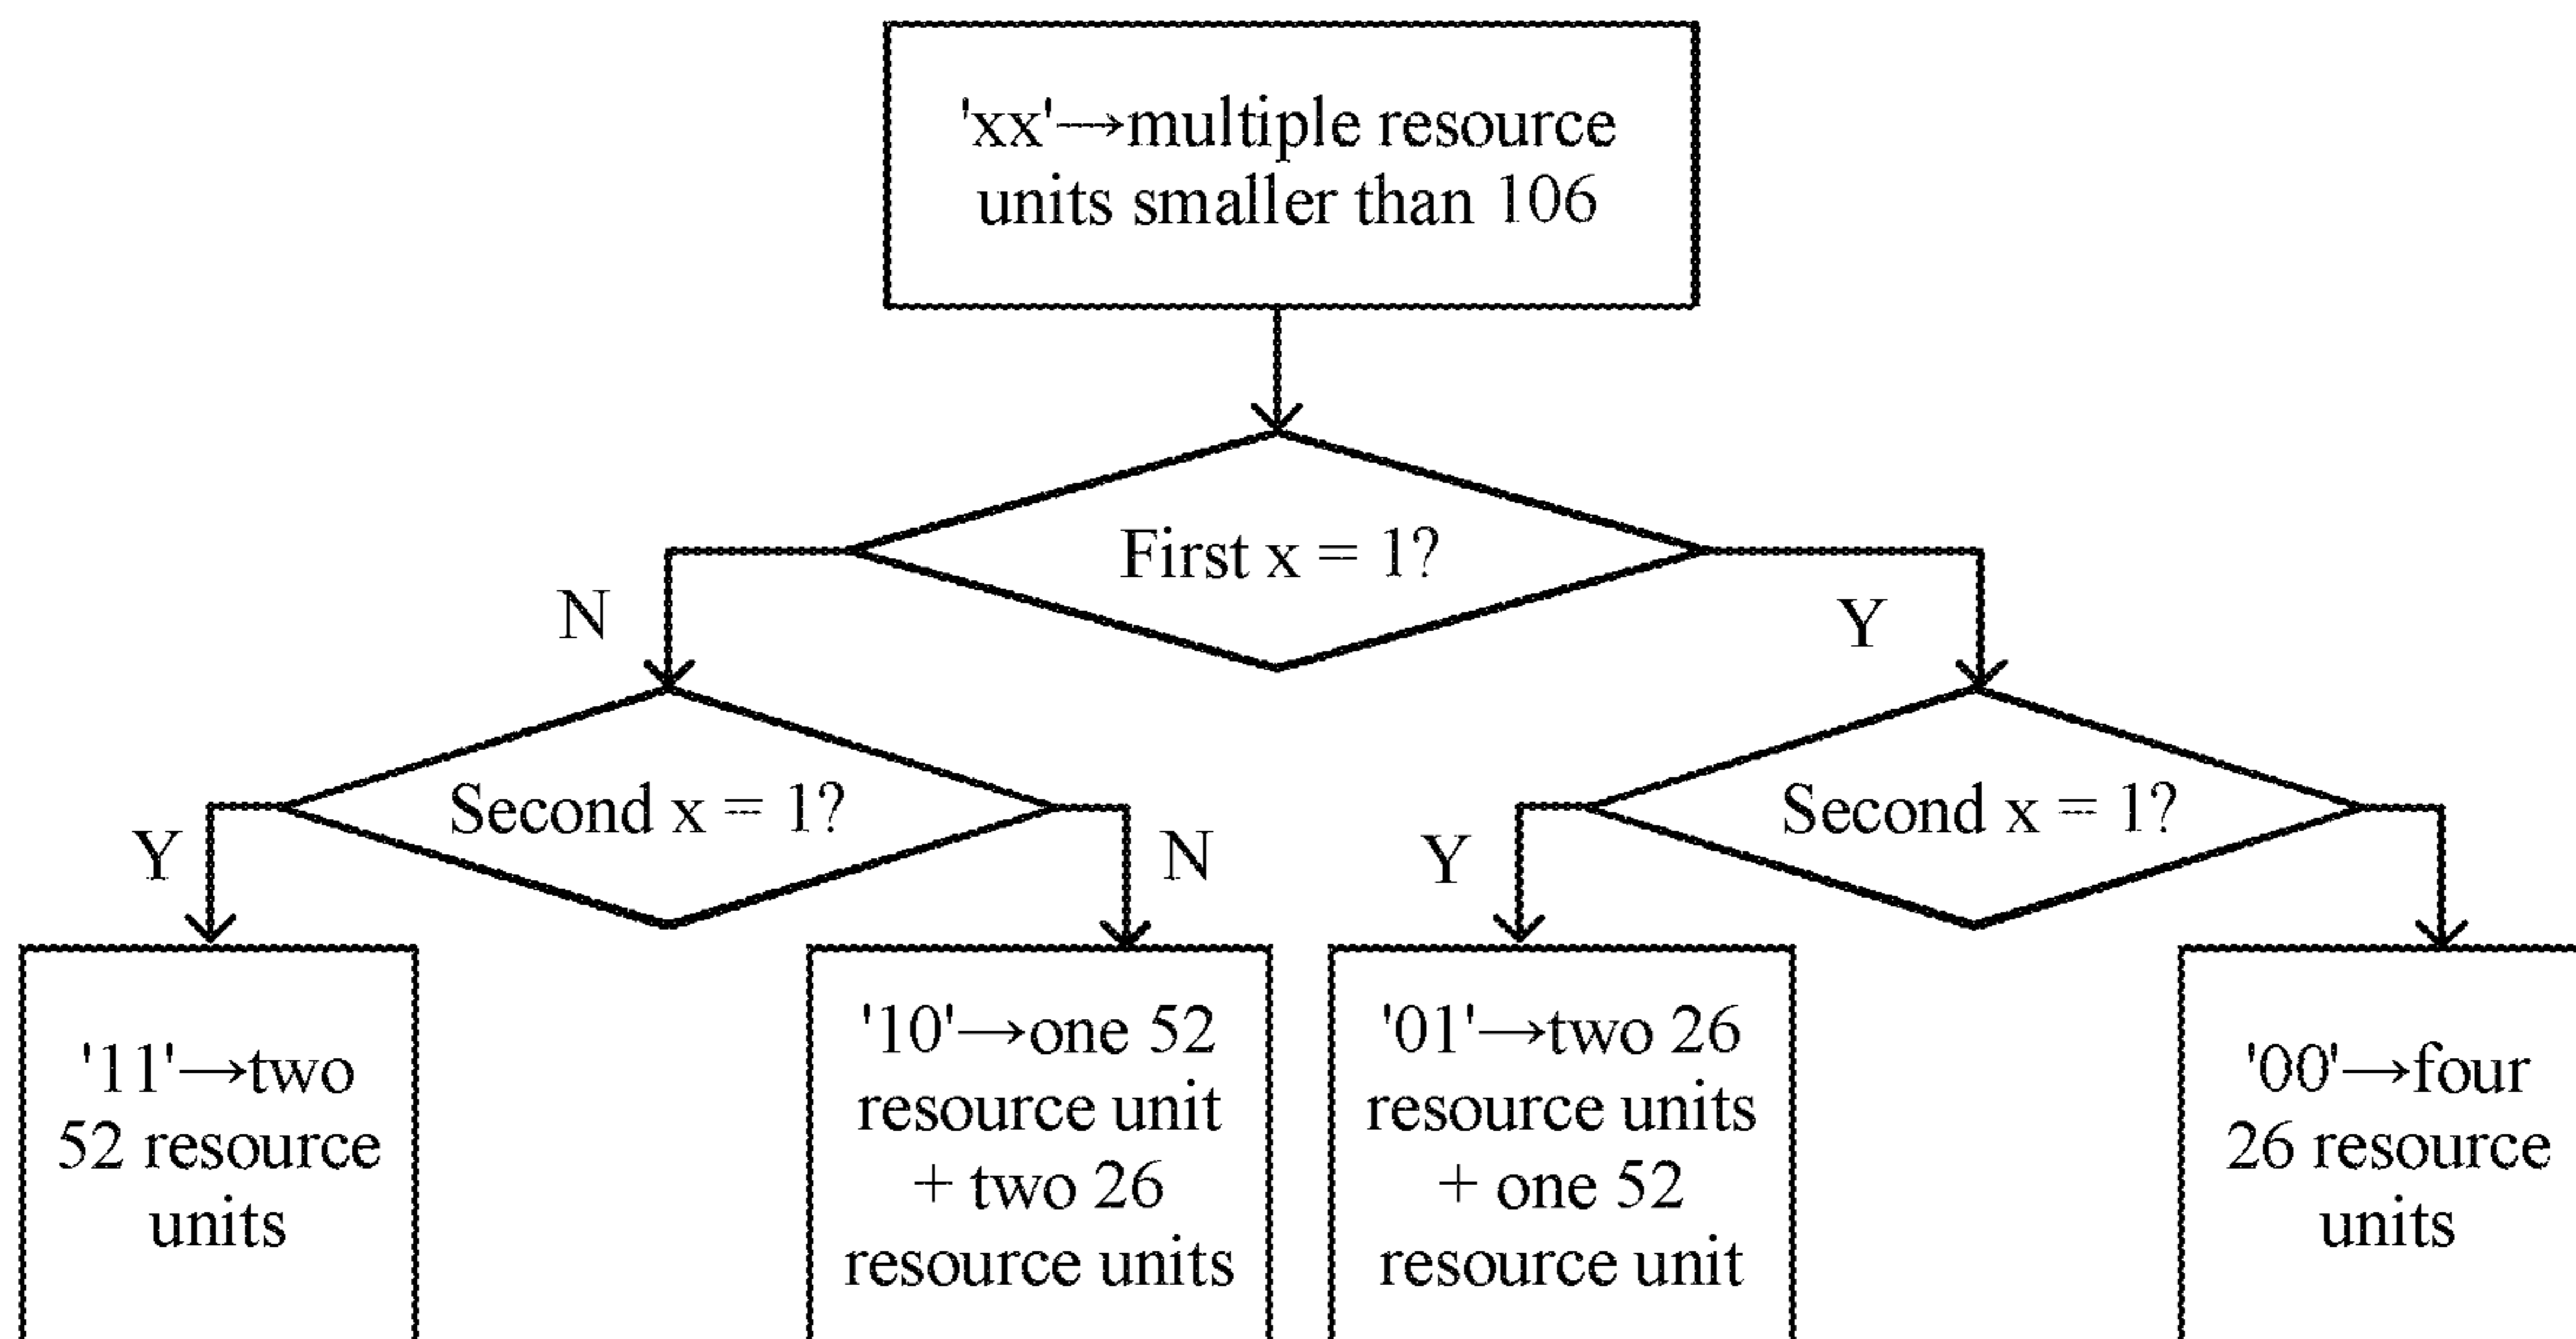 'xx'→multiple resource
units smaller than 106
First x = 1?
N
Y
Second x = 1?
Second x = 1?
Y
N
Y
'11'→two
52 resource
units
'10'→one 52
resource unit
+ two 26
resource units
'01'→two 26
resource units
+ one 52
resource unit
'00'→four
26 resource
units